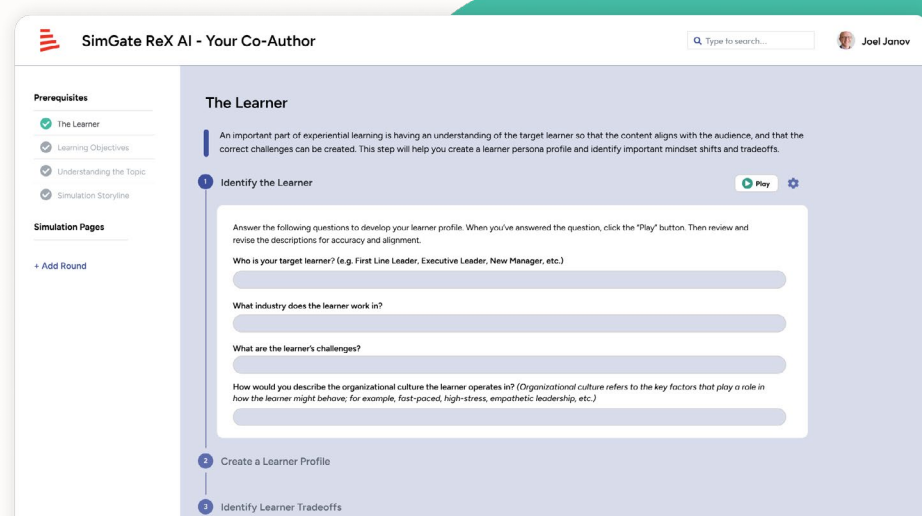 SimGate ReX AI - Your Co-Author
Type to search...
Joel Janov
Prerequisites
The Learner
Learning Objectives
Understanding the Topic
Simulation Storyline
Simulation Pages
+ Add Round
The Learner
An important part of experiential learning is having an understanding of the target learner so that the content aligns with the audience, and that the
correct challenges can be created. This step will help you create a learner persona profile and identify important mindset shifts and tradeoffs.
1 Identify the Learner
Play
Answer the following questions to develop your learner profile. When you've answered the question, click the "Play" button. Then review and
revise the descriptions for accuracy and alignment.
Who is your target learner? (e.g. First Line Leader, Executive Leader, New Manager, etc.)
What industry does the learner work in?
What are the learner's challenges?
How would you describe the organizational culture the learner operates in? (Organizational culture refers to the key factors that play a role in
how the learner might behave; for example, fast-paced, high-stress, empathetic leadership, etc.)
2 Create a Learner Profile
3 Identify Learner Tradeoffs